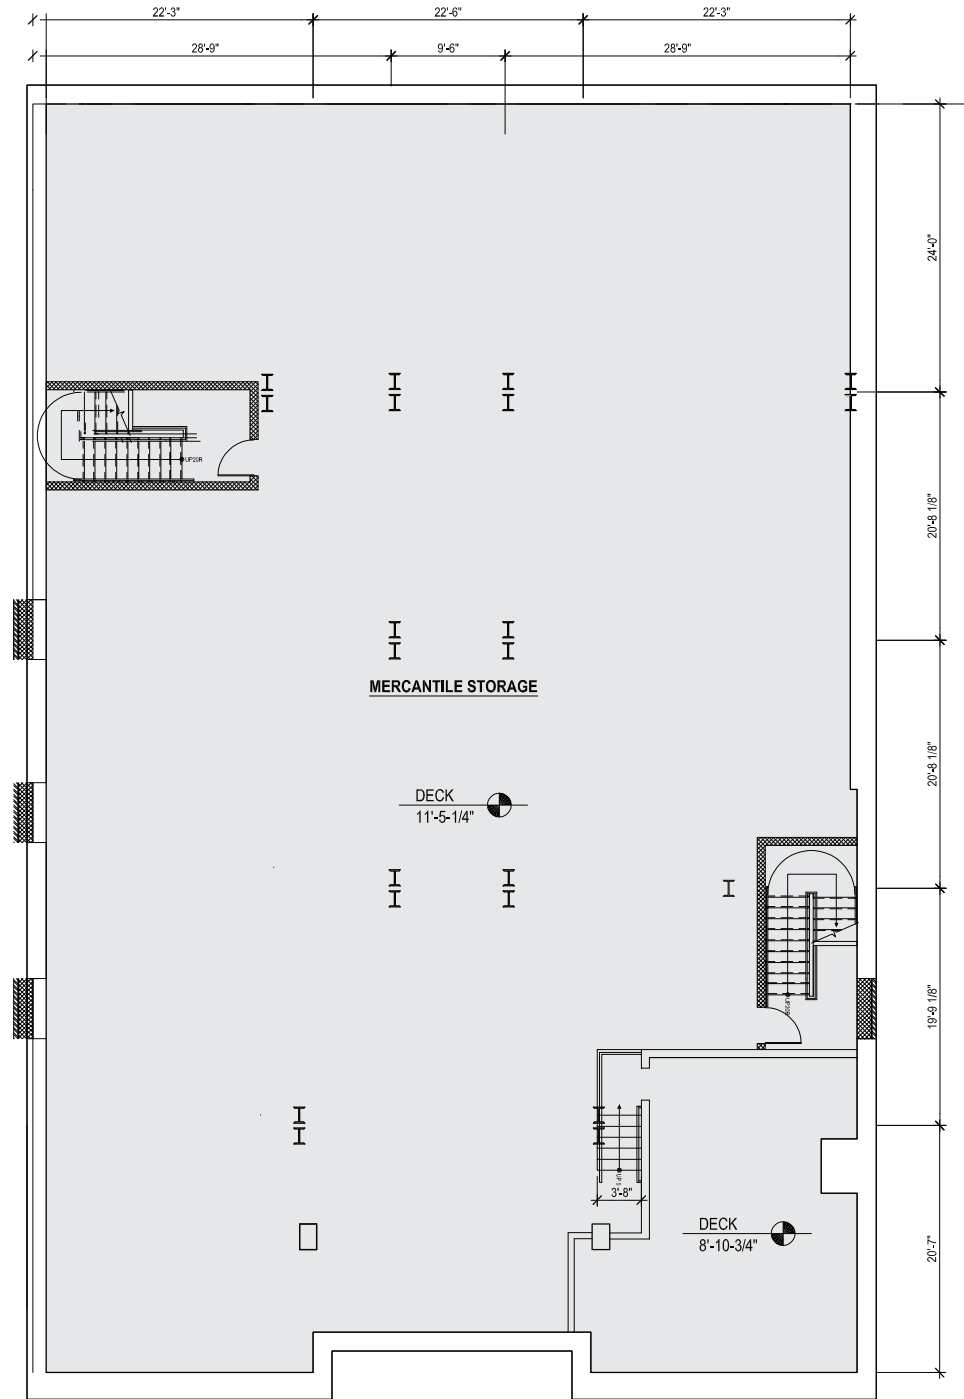 22'-3" 22'-6" 22'-3"
28'-9" 9'-6" 28'-9"
24'-0"
UP20R
20'-8 1/8"
MERCANTILE STORAGE
20'-8 1/8"
DECK
11'-5-1/4"
19'-9 1/8"
3'-8"
DECK
8'-10-3/4"
20'-7"